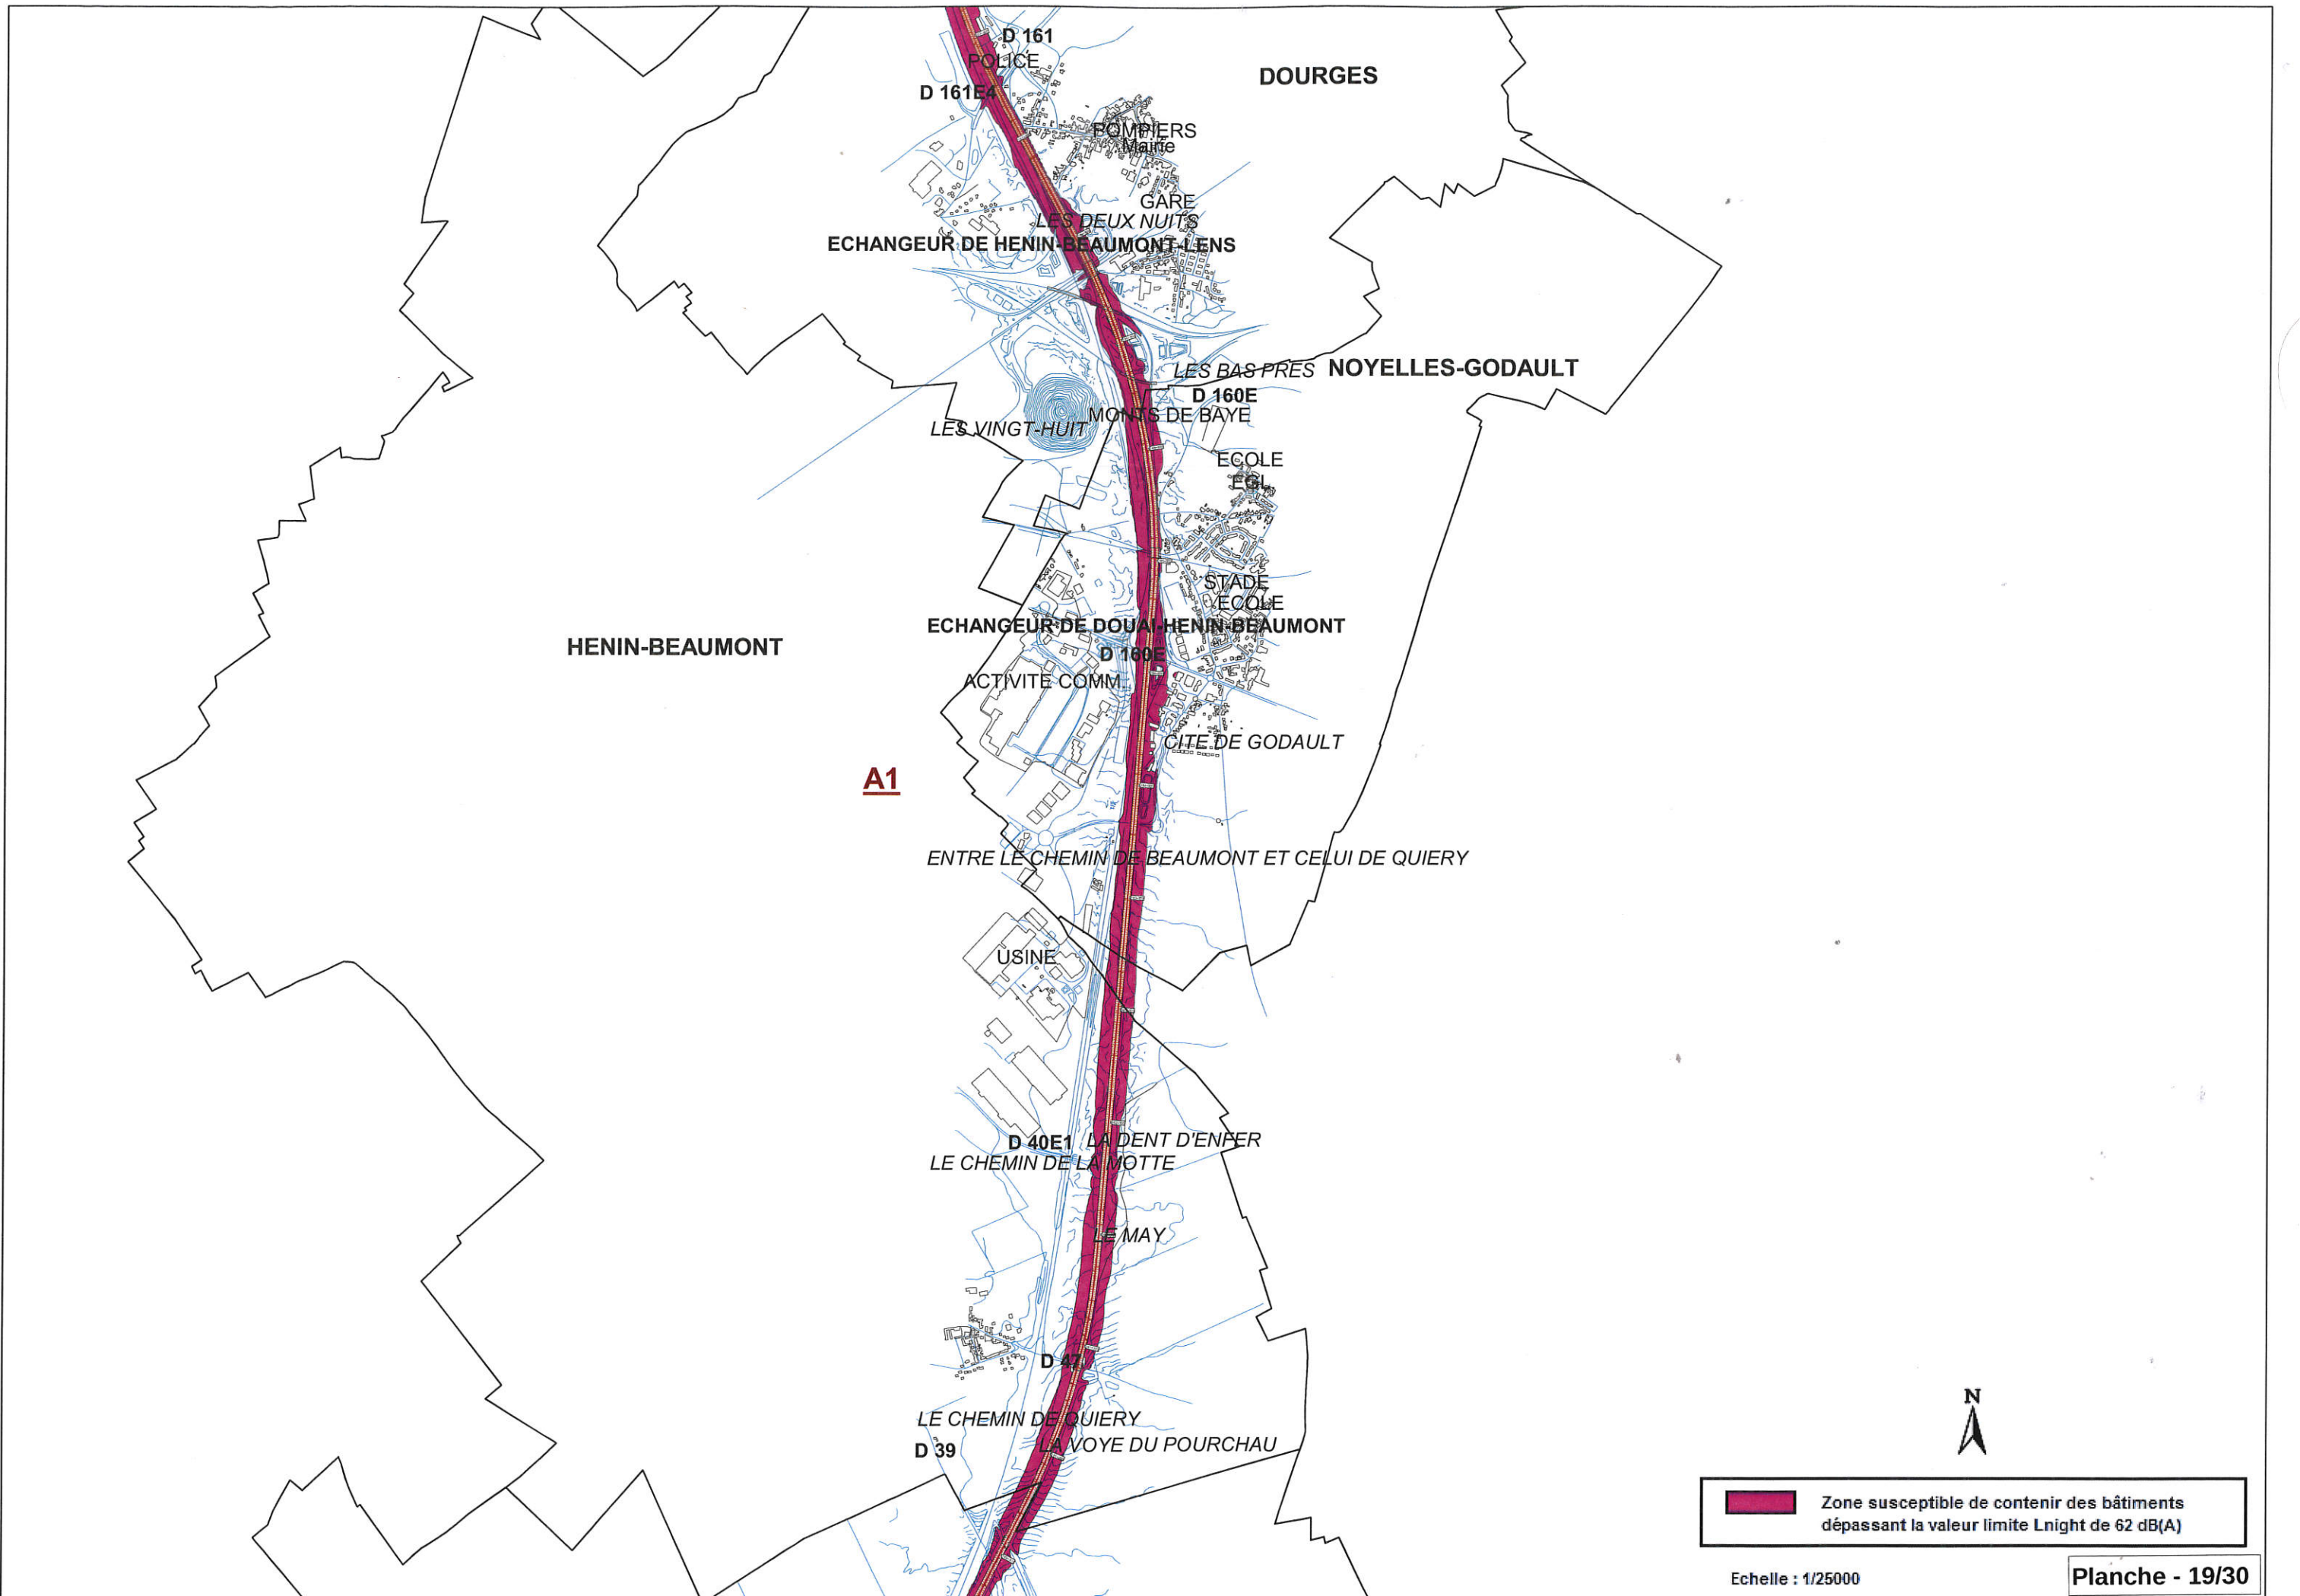 D 161
POLICE
DOURGES
D 161E4
POMPIERS
Mairie
GARE
LES DEUX NUITS
ECHANGEUR DE HENIN-BEAUMONT-LENS
LES BAS PRES
NOYELLES-GODAULT
D 160E
MONTS DE BAYE
LES VINGT-HUIT
ECOLE
EGL
STADE
ECOLE
ECHANGEUR DE DOUAI-HENIN-BEAUMONT
HENIN-BEAUMONT
D 160E
ACTIVITE COMM.
CITE DE GODAULT
A1
ENTRE LE CHEMIN DE BEAUMONT ET CELUI DE QUIERY
USINE
D 40E1
LA DENT D'ENFER
LE CHEMIN DE LA MOTTE
LE MAY
D 47
LE CHEMIN DE QUIERY
LA VOYE DU POURCHAU
D 39
N
Zone susceptible de contenir des bâtiments
dépassant la valeur limite Lnight de 62 dB(A)
Echelle : 1/25000
Planche - 19/30